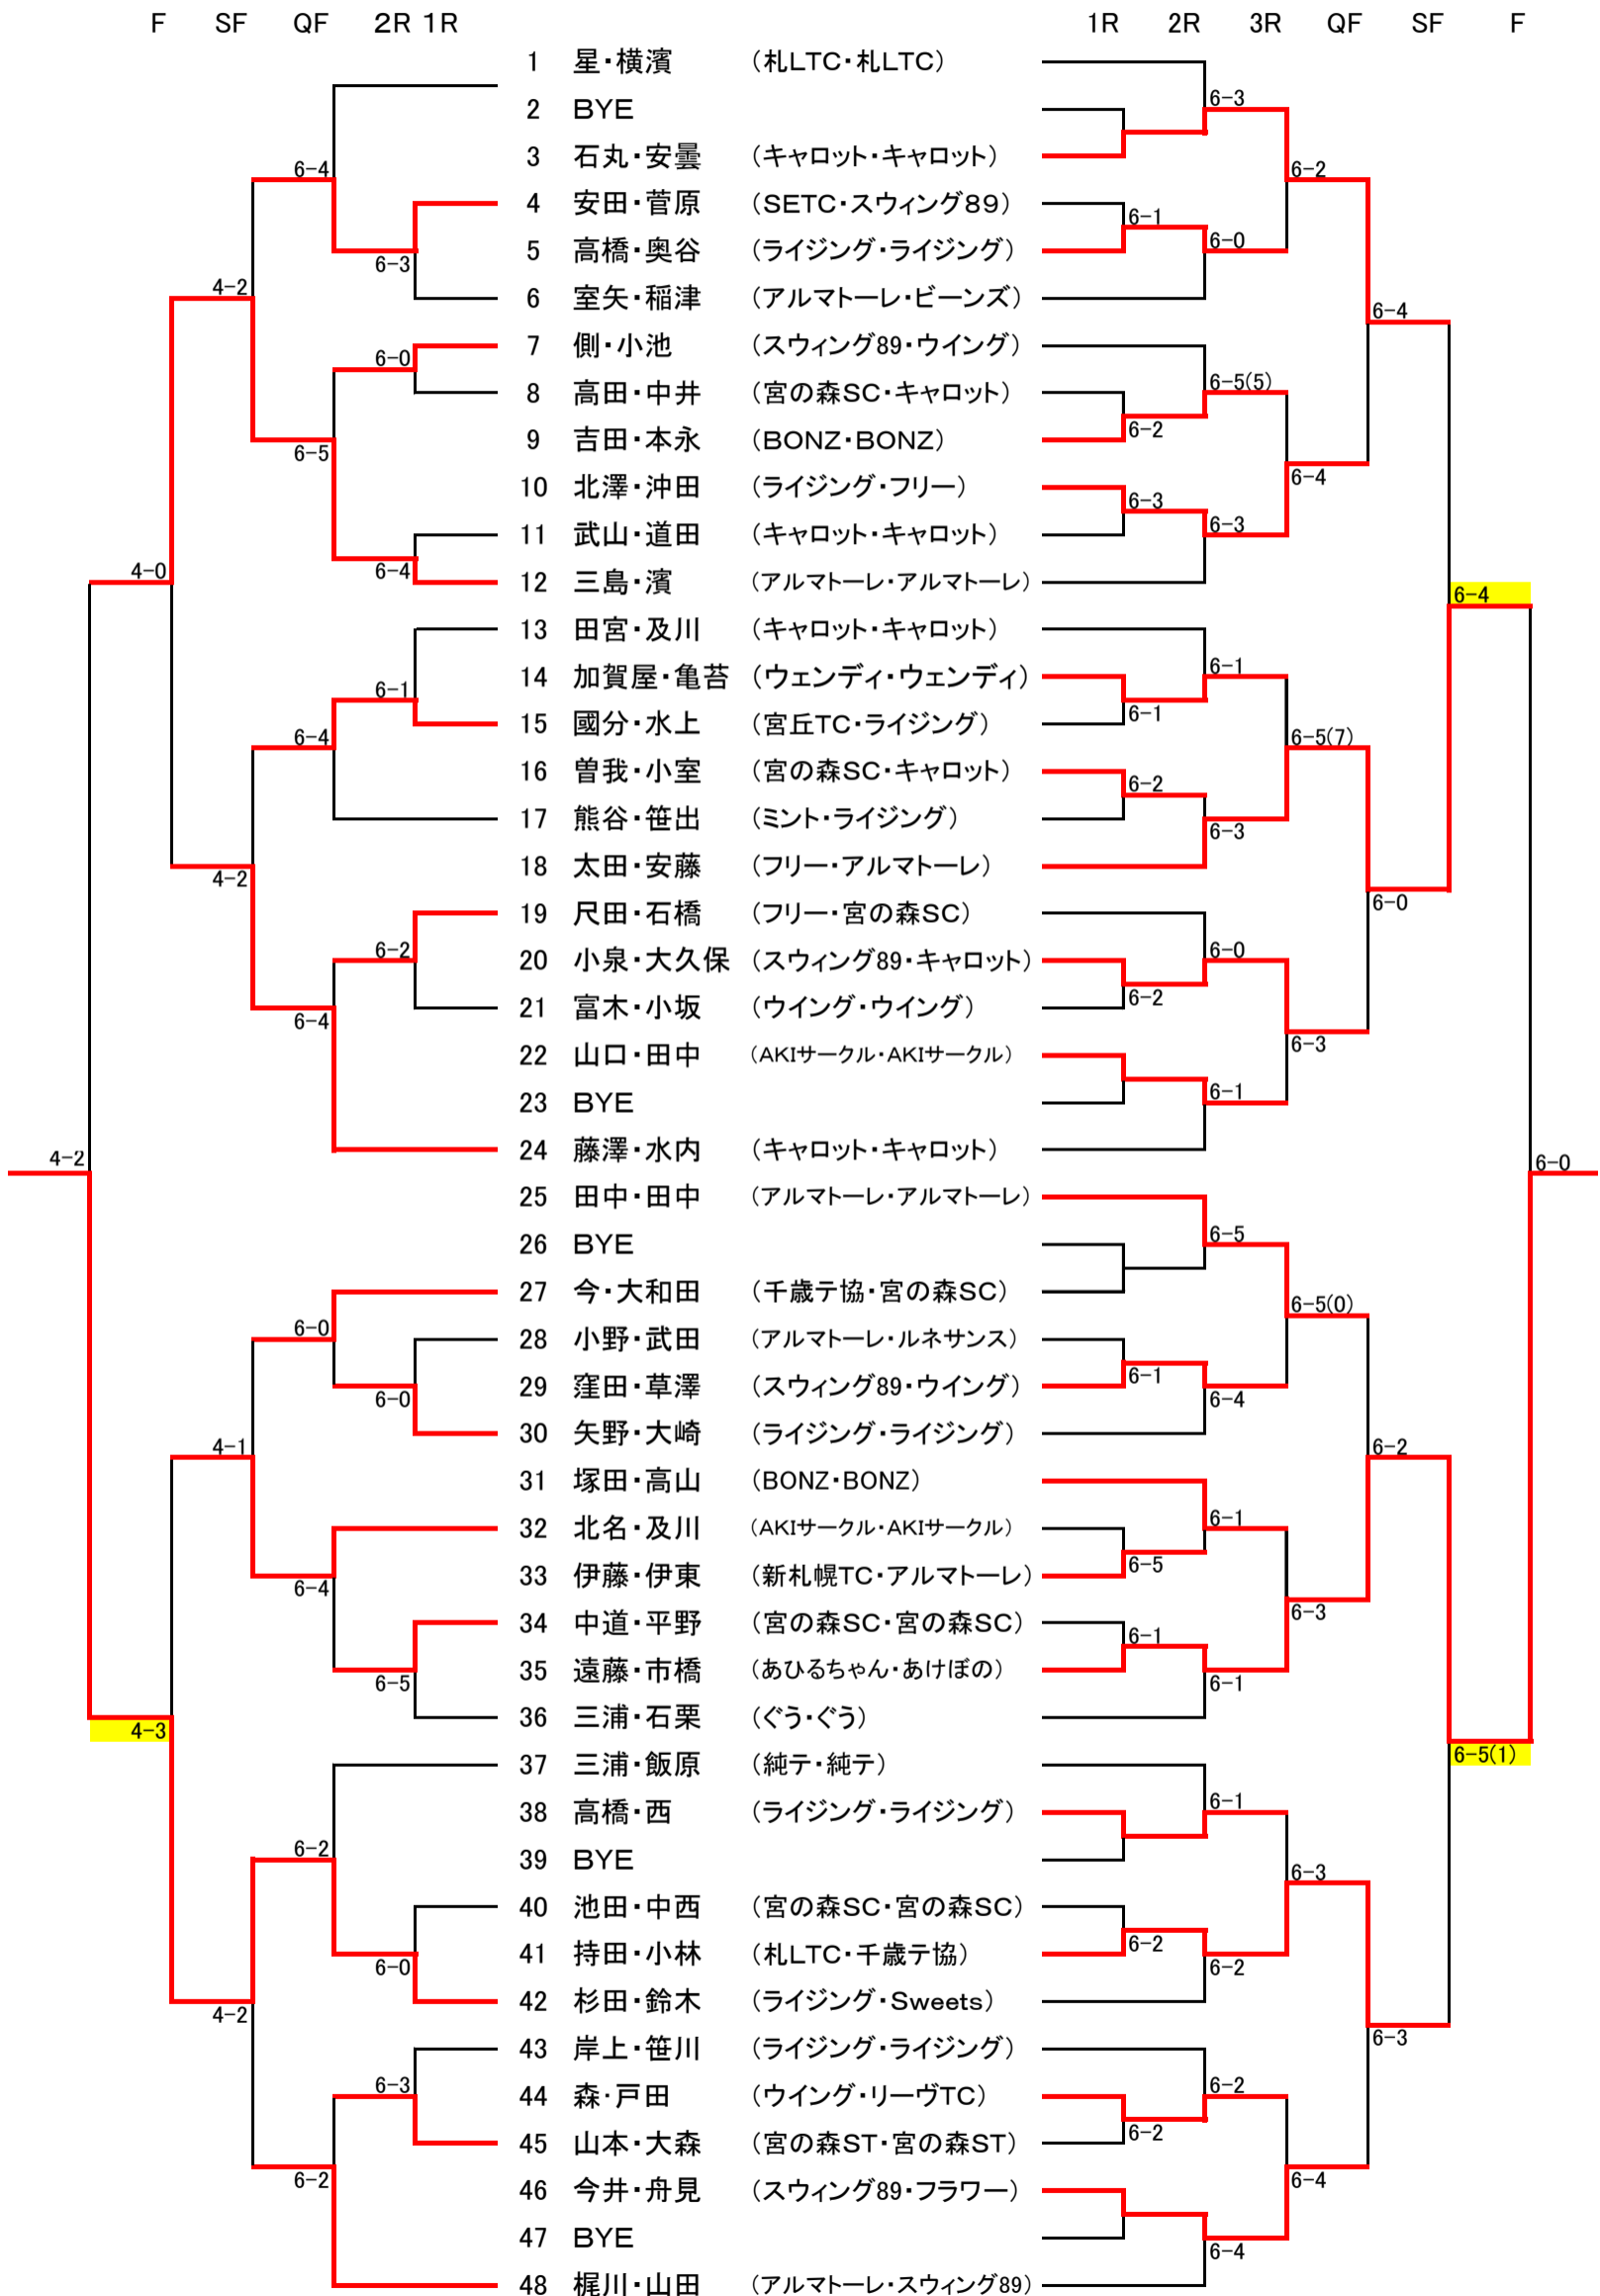 F SF QF 2R 1R 1R 2R 3R QF SF F
1 星・横濱 (札LTC・札LTC)
6-3
2 BYE
3 石丸・安曇 (キャロット・キャロット)
6-4 6-2
4 安田・菅原 (SETC・スウィング89)
6-1
5 高橋・奥谷 (ライジング・ライジング)
6-3 6-0
6 室矢・稲津 (アルマトーレ・ビーンズ)
4-2 6-4
7 側・小池 (スウィング89・ウイング)
6-0 6-5(5)
8 高田・中井 (宮の森SC・キャロット)
6-2
9 吉田・本永 (BONZ・BONZ)
6-5 6-4
10 北澤・沖田 (ライジング・フリー)
6-3
11 武山・道田 (キャロット・キャロット)
6-4 6-3
12 三島・濱 (アルマトーレ・アルマトーレ)
4-0 6-4
13 田宮・及川 (キャロット・キャロット)
6-1
14 加賀屋・亀苔 (ウェンディ・ウェンディ)
6-1 6-1
15 國分・水上 (宮丘TC・ライジング)
6-4 6-5(7)
16 曽我・小室 (宮の森SC・キャロット)
6-2
17 熊谷・笹出 (ミント・ライジング)
6-3
18 太田・安藤 (フリー・アルマトーレ)
4-2 6-0
19 尺田・石橋 (フリー・宮の森SC)
6-2 6-0
20 小泉・大久保 (スウィング89・キャロット)
6-2
21 富木・小坂 (ウイング・ウイング)
6-4 6-3
22 山口・田中 (AKIサークル・AKIサークル)
6-1
23 BYE
24 藤澤・水内 (キャロット・キャロット)
4-2 6-0
25 田中・田中 (アルマトーレ・アルマトーレ)
6-5
26 BYE
27 今・大和田 (千歳テ協・宮の森SC)
6-0 6-5(0)
28 小野・武田 (アルマトーレ・ルネサンス)
6-1
29 窪田・草澤 (スウィング89・ウイング)
6-0 6-4
30 矢野・大崎 (ライジング・ライジング)
4-1 6-2
31 塚田・高山 (BONZ・BONZ)
6-1
32 北名・及川 (AKIサークル・AKIサークル)
6-5
33 伊藤・伊東 (新札幌TC・アルマトーレ)
6-4 6-3
34 中道・平野 (宮の森SC・宮の森SC)
6-1
35 遠藤・市橋 (あひるちゃん・あけぼの)
6-5 6-1
36 三浦・石栗 (ぐう・ぐう)
4-3 6-5(1)
37 三浦・飯原 (純テ・純テ)
6-1
38 高橋・西 (ライジング・ライジング)
6-2
39 BYE
6-3
40 池田・中西 (宮の森SC・宮の森SC)
6-2
41 持田・小林 (札LTC・千歳テ協)
6-0 6-2
42 杉田・鈴木 (ライジング・Sweets)
4-2 6-3
43 岸上・笹川 (ライジング・ライジング)
6-3 6-2
44 森・戸田 (ウイング・リーヴTC)
6-2
45 山本・大森 (宮の森ST・宮の森ST)
6-2 6-4
46 今井・舟見 (スウィング89・フラワー)
47 BYE
6-4
48 梶川・山田 (アルマトーレ・スウィング89)